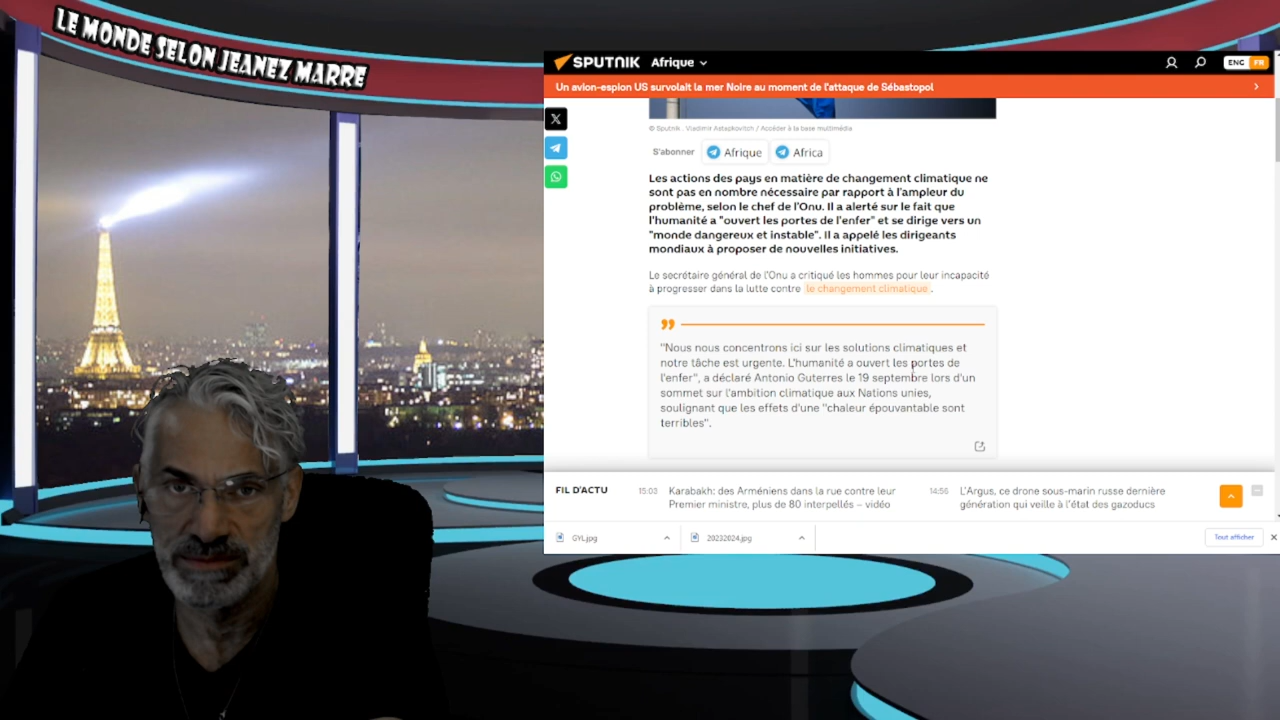 LE MONDE SELON JEANEZ MARRE
SPUTNIK Afrique
ENG FR
Un avion-espion US survolait la mer Noire au moment de l'attaque de Sébastopol
© Sputnik . Vladimir Astapkovitch / Accéder à la base multimédia
S'abonner Afrique Africa
Les actions des pays en matière de changement climatique ne
sont pas en nombre nécessaire par rapport à l'ampleur du
problème, selon le chef de l'Onu. Il a alerté sur le fait que
l'humanité a "ouvert les portes de l'enfer" et se dirige vers un
"monde dangereux et instable". Il a appelé les dirigeants
mondiaux à proposer de nouvelles initiatives.
Le secrétaire général de l'Onu a critiqué les hommes pour leur incapacité
à progresser dans la lutte contre le changement climatique .
"Nous nous concentrons ici sur les solutions climatiques et
notre tâche est urgente. L'humanité a ouvert les portes de
l'enfer", a déclaré Antonio Guterres le 19 septembre lors d'un
sommet sur l'ambition climatique aux Nations unies,
soulignant que les effets d'une "chaleur épouvantable sont
terribles".
FIL D'ACTU
15:03 Karabakh: des Arméniens dans la rue contre leur
Premier ministre, plus de 80 interpellés – vidéo
14:56 L'Argus, ce drone sous-marin russe dernière
génération qui veille à l'état des gazoducs
GYL.jpg
20232024.jpg
Tout afficher